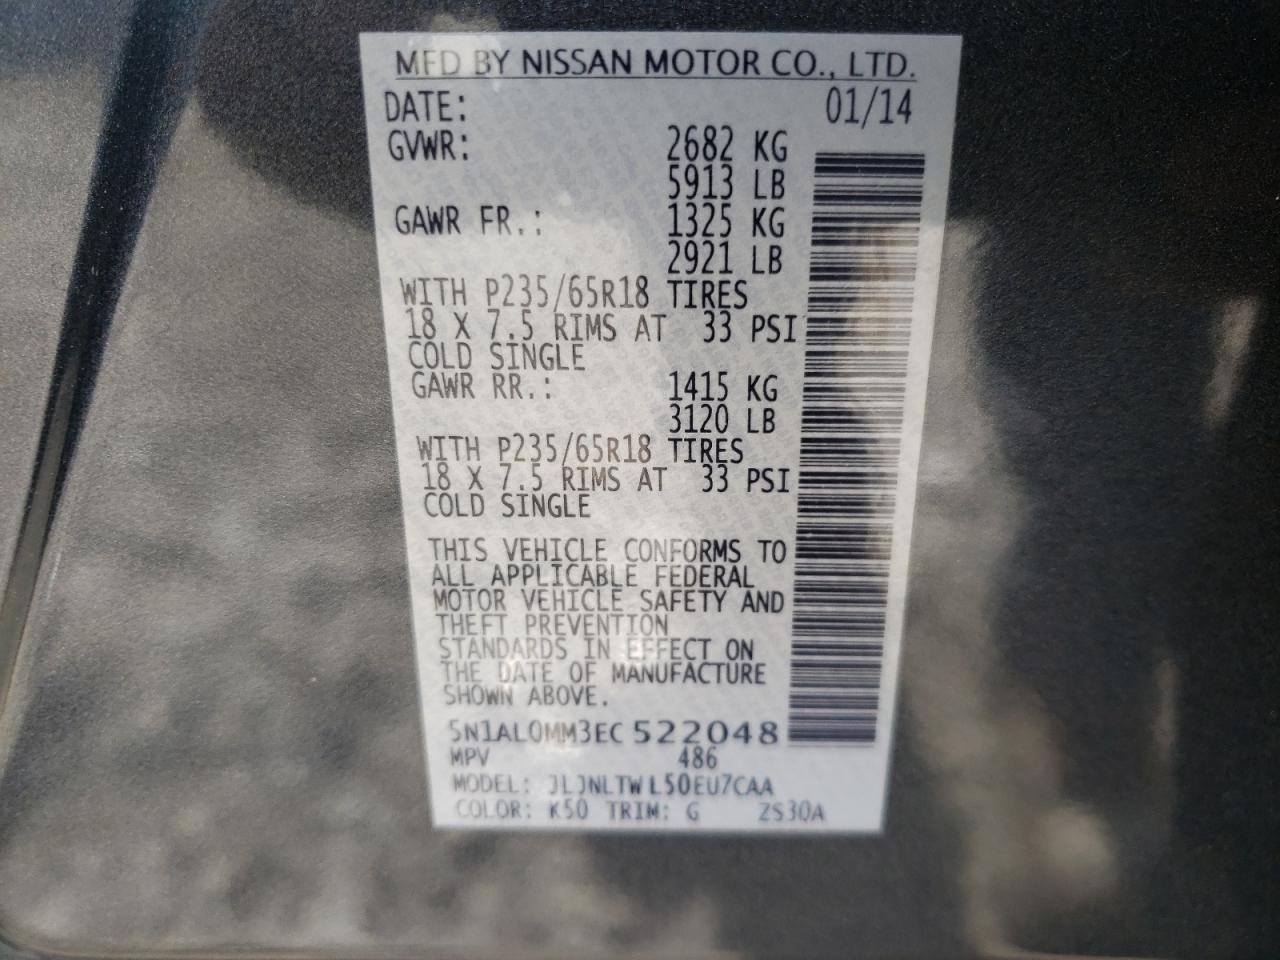 MFD BY NISSAN MOTOR CO., LTD.
DATE: 01/14
GVWR: 2682 KG
5913 LB
GAWR FR.: 1325 KG
2921 LB
WITH P235/65R18 TIRES
18 X 7.5 RIMS AT 33 PSI
COLD SINGLE
GAWR RR.: 1415 KG
3120 LB
WITH P235/65R18 TIRES
18 X 7.5 RIMS AT 33 PSI
COLD SINGLE
THIS VEHICLE CONFORMS TO
ALL APPLICABLE FEDERAL
MOTOR VEHICLE SAFETY AND
THEFT PREVENTION
STANDARDS IN EFFECT ON
THE DATE OF MANUFACTURE
SHOWN ABOVE.
5N1AL0MM3EC522048
MPV 486
MODEL: JLJNLTWL50EU7CAA
COLOR: K50 TRIM: G ZS30A